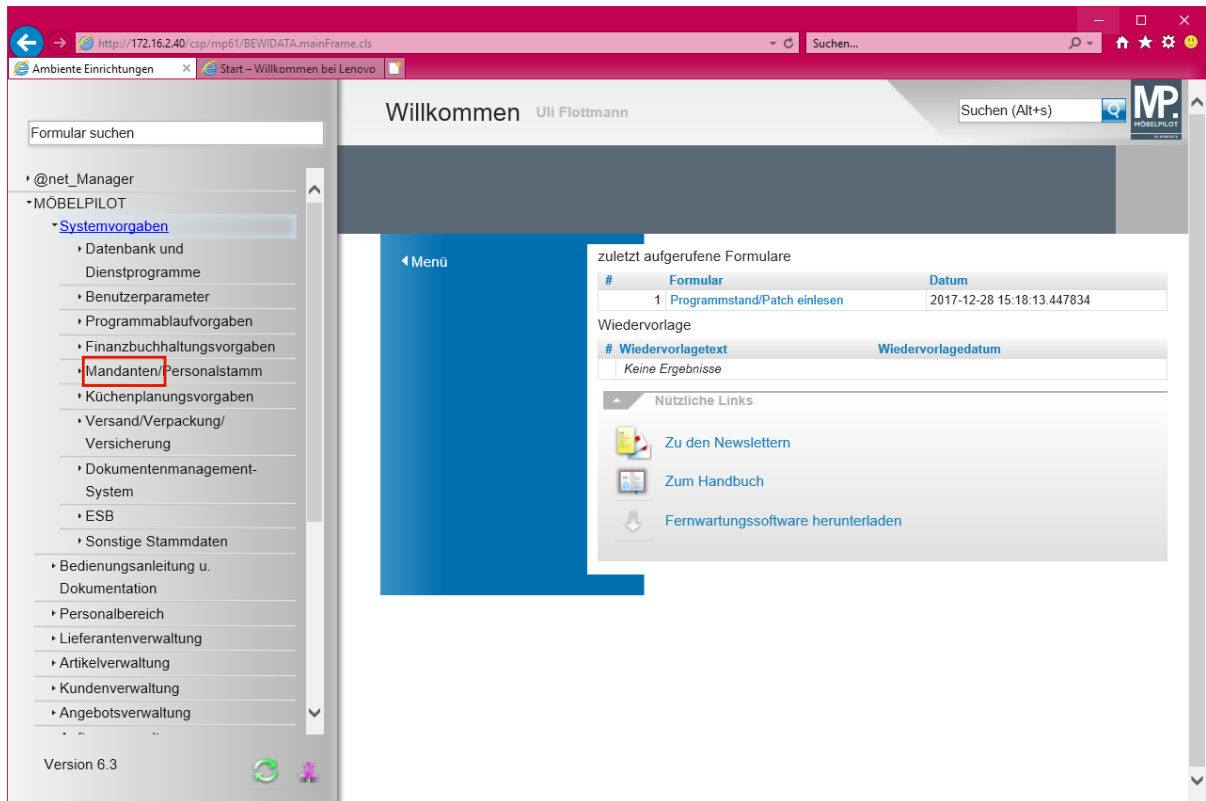 http://172.16.2.40/csp/mp61/BEWIDATA.mainFrame.cls
Suchen...
Ambiente Einrichtungen
Start – Willkommen bei Lenovo
Formular suchen
@net_Manager
MÖBELPILOT
Systemvorgaben
Datenbank und
Dienstprogramme
Benutzerparameter
Programmablaufvorgaben
Finanzbuchhaltungsvorgaben
Mandanten/Personalstamm
Küchenplanungsvorgaben
Versand/Verpackung/
Versicherung
Dokumentenmanagement-
System
ESB
Sonstige Stammdaten
Bedienungsanleitung u.
Dokumentation
Personalbereich
Lieferantenverwaltung
Artikelverwaltung
Kundenverwaltung
Angebotsverwaltung
Version 6.3
Willkommen Uli Flottmann
Suchen (Alt+s)
MP.
MÖBELPILOT
BY BEWIDATA
Menü
zuletzt aufgerufene Formulare
# Formular Datum
1 Programmstand/Patch einlesen 2017-12-28 15:18:13.447834
Wiedervorlage
# Wiedervorlagetext Wiedervorlagedatum
Keine Ergebnisse
Nützliche Links
Zu den Newslettern
Zum Handbuch
Fernwartungssoftware herunterladen